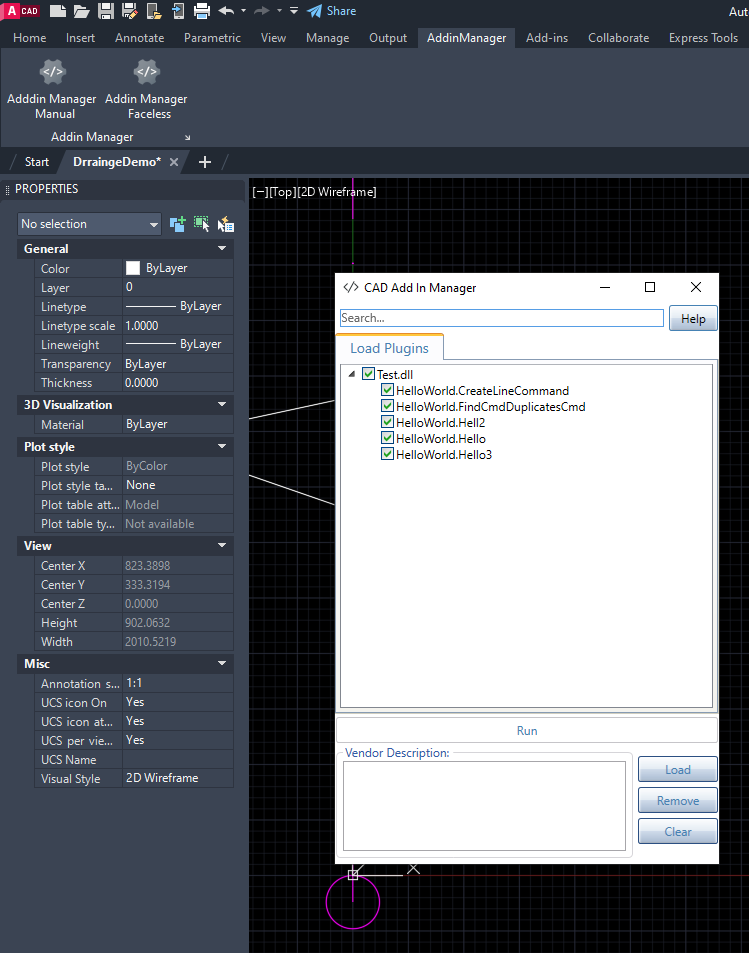 A CAD Share Aut
Home Insert Annotate Parametric View Manage Output AddinManager Add-ins Collaborate Express Tools
Adddin Manager Manual
Addin Manager Faceless
Addin Manager
Start DrraingeDemo*
PROPERTIES
No selection
General
Color ByLayer
Layer 0
Linetype ByLayer
Linetype scale 1.0000
Lineweight ByLayer
Transparency ByLayer
Thickness 0.0000
3D Visualization
Material ByLayer
Plot style
Plot style ByColor
Plot style ta... None
Plot table att... Model
Plot table ty... Not available
View
Center X 823.3898
Center Y 333.3194
Center Z 0.0000
Height 902.0632
Width 2010.5219
Misc
Annotation s... 1:1
UCS icon On Yes
UCS icon at... Yes
UCS per vie... Yes
UCS Name
Visual Style 2D Wireframe
[−][Top][2D Wireframe]
</> CAD Add In Manager
Search... Help
Load Plugins
Test.dll
HelloWorld.CreateLineCommand
HelloWorld.FindCmdDuplicatesCmd
HelloWorld.Hell2
HelloWorld.Hello
HelloWorld.Hello3
Run
Vendor Description:
Load
Remove
Clear
X